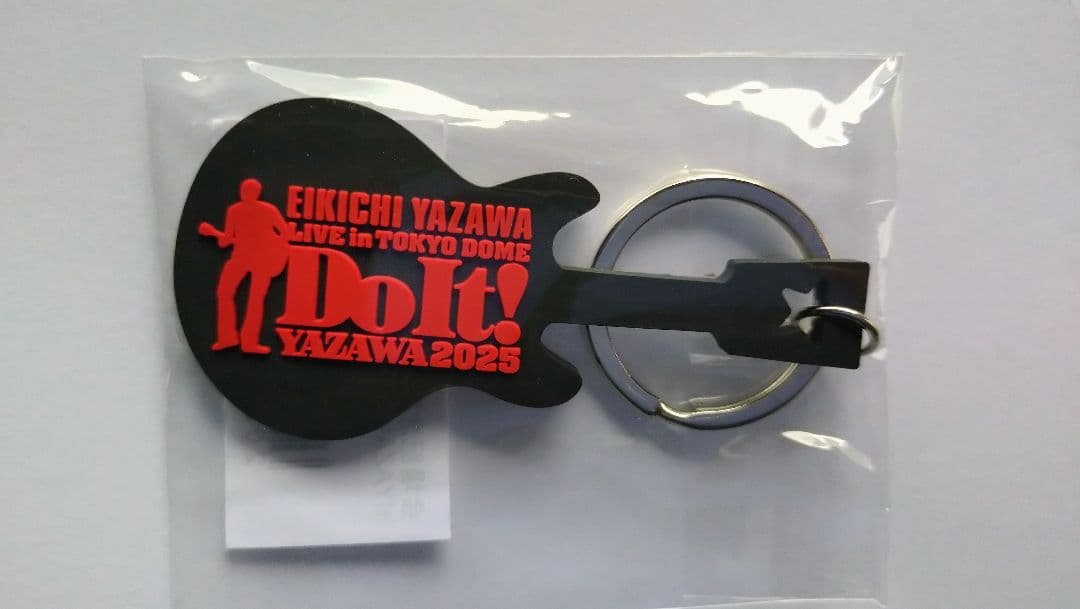 EIKICHI YAZAWA
LIVE in TOKYO DOME
Do It!
YAZAWA 2025